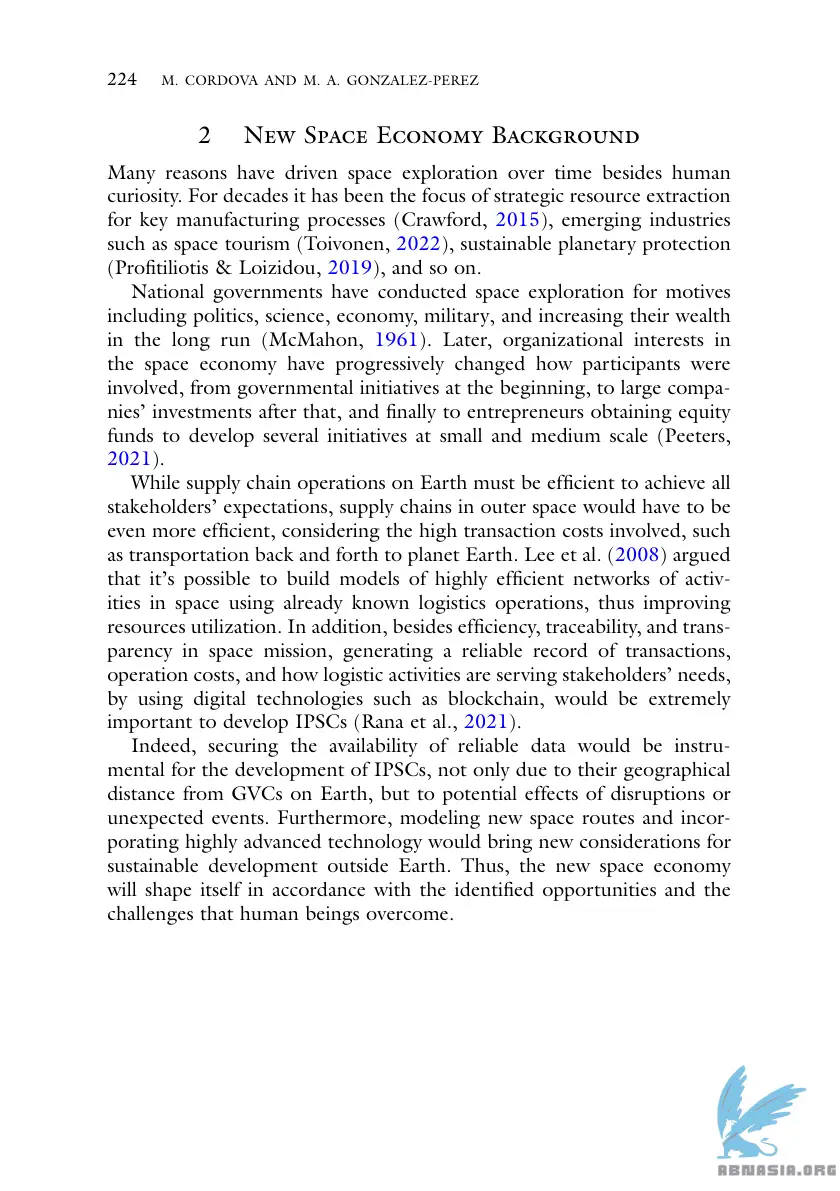 224 M. CORDOVA AND M. A. GONZALEZ-PEREZ
2 New Space Economy Background
Many reasons have driven space exploration over time besides human
curiosity. For decades it has been the focus of strategic resource extraction
for key manufacturing processes (Crawford, 2015), emerging industries
such as space tourism (Toivonen, 2022), sustainable planetary protection
(Profitiliotis & Loizidou, 2019), and so on.
National governments have conducted space exploration for motives
including politics, science, economy, military, and increasing their wealth
in the long run (McMahon, 1961). Later, organizational interests in
the space economy have progressively changed how participants were
involved, from governmental initiatives at the beginning, to large compa-
nies' investments after that, and finally to entrepreneurs obtaining equity
funds to develop several initiatives at small and medium scale (Peeters,
2021).
While supply chain operations on Earth must be efficient to achieve all
stakeholders' expectations, supply chains in outer space would have to be
even more efficient, considering the high transaction costs involved, such
as transportation back and forth to planet Earth. Lee et al. (2008) argued
that it's possible to build models of highly efficient networks of activ-
ities in space using already known logistics operations, thus improving
resources utilization. In addition, besides efficiency, traceability, and trans-
parency in space mission, generating a reliable record of transactions,
operation costs, and how logistic activities are serving stakeholders' needs,
by using digital technologies such as blockchain, would be extremely
important to develop IPSCs (Rana et al., 2021).
Indeed, securing the availability of reliable data would be instru-
mental for the development of IPSCs, not only due to their geographical
distance from GVCs on Earth, but to potential effects of disruptions or
unexpected events. Furthermore, modeling new space routes and incor-
porating highly advanced technology would bring new considerations for
sustainable development outside Earth. Thus, the new space economy
will shape itself in accordance with the identified opportunities and the
challenges that human beings overcome.
ABNASIA.ORG